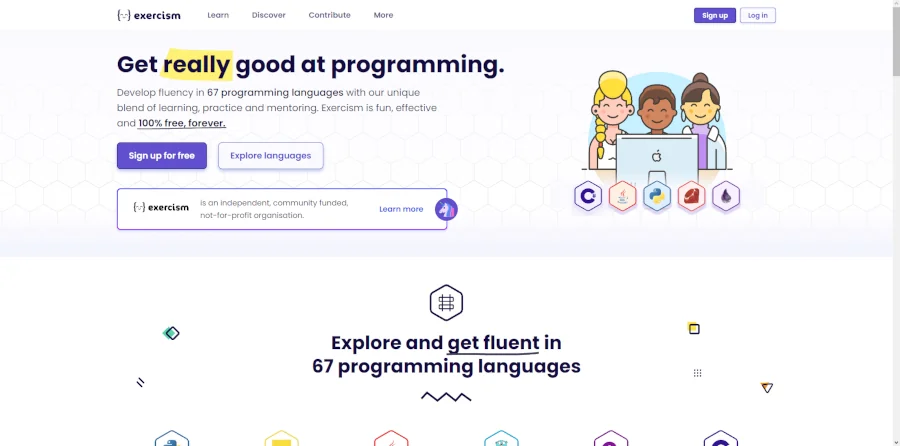 exercism
Learn
Discover
Contribute
More
Sign up
Log in
Get really good at programming.
Develop fluency in 67 programming languages with our unique
blend of learning, practice and mentoring. Exercism is fun, effective
and 100% free, forever.
Sign up for free
Explore languages
exercism
is an independent, community funded,
not-for-profit organisation.
Learn more
Explore and get fluent in
67 programming languages